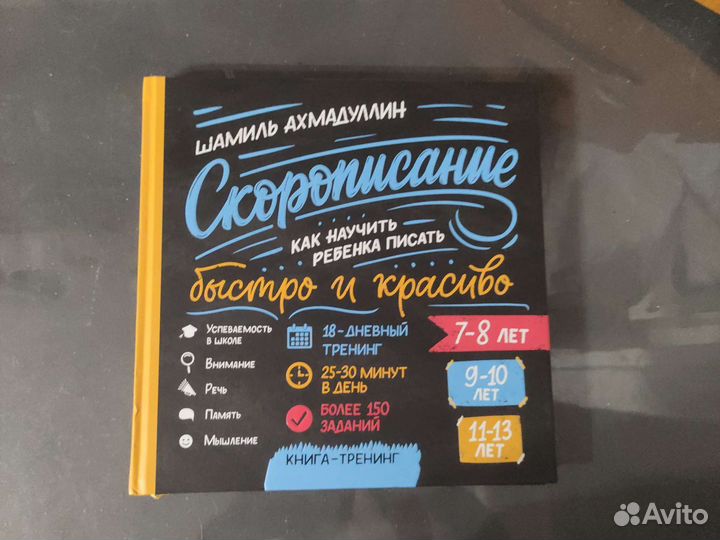 ШАМИЛЬ АХМАДУЛЛИН
Скорописание
КАК НАУЧИТЬ
РЕБЕНКА ПИСАТЬ
быстро и красиво
УСПЕВАЕМОСТЬ
В ШКОЛЕ
ВНИМАНИЕ
РЕЧЬ
ПАМЯТЬ
МЫШЛЕНИЕ
18-ДНЕВНЫЙ
ТРЕНИНГ
25-30 МИНУТ
В ДЕНЬ
БОЛЕЕ 150
ЗАДАНИЙ
7-8 ЛЕТ
9-10
ЛЕТ
11-13
ЛЕТ
КНИГА-ТРЕНИНГ
Avito